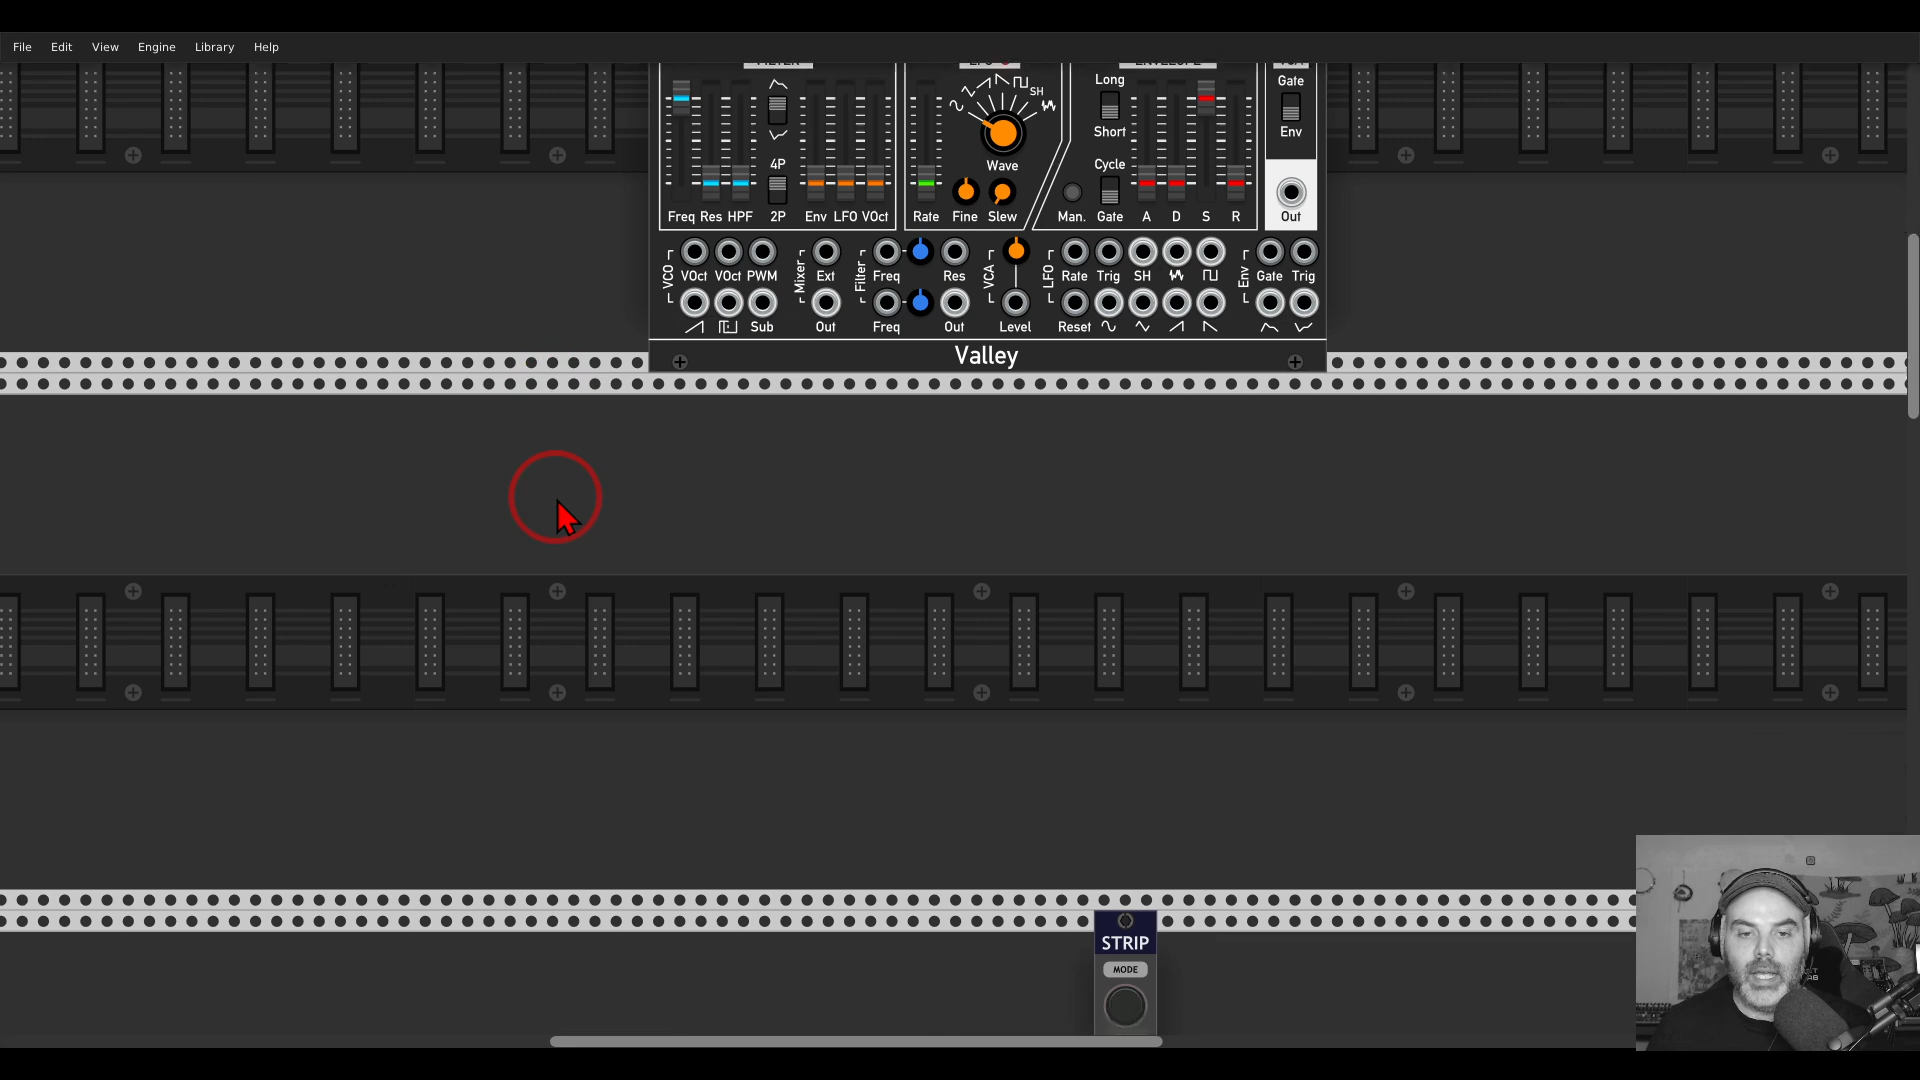 File Edit View Engine Library Help
Long
SH
Gate
Short
Env
Wave
4P
Cycle
Freq Res HPF 2P Env LFO VOct Rate Fine Slew Man. Gate A D S R Out
VCO VOct VOct PWM Mixer Ext Filter Freq Res VCA LFO Rate Trig SH Env Gate Trig
Sub Out Freq Out Level Reset
Valley
STRIP
MODE